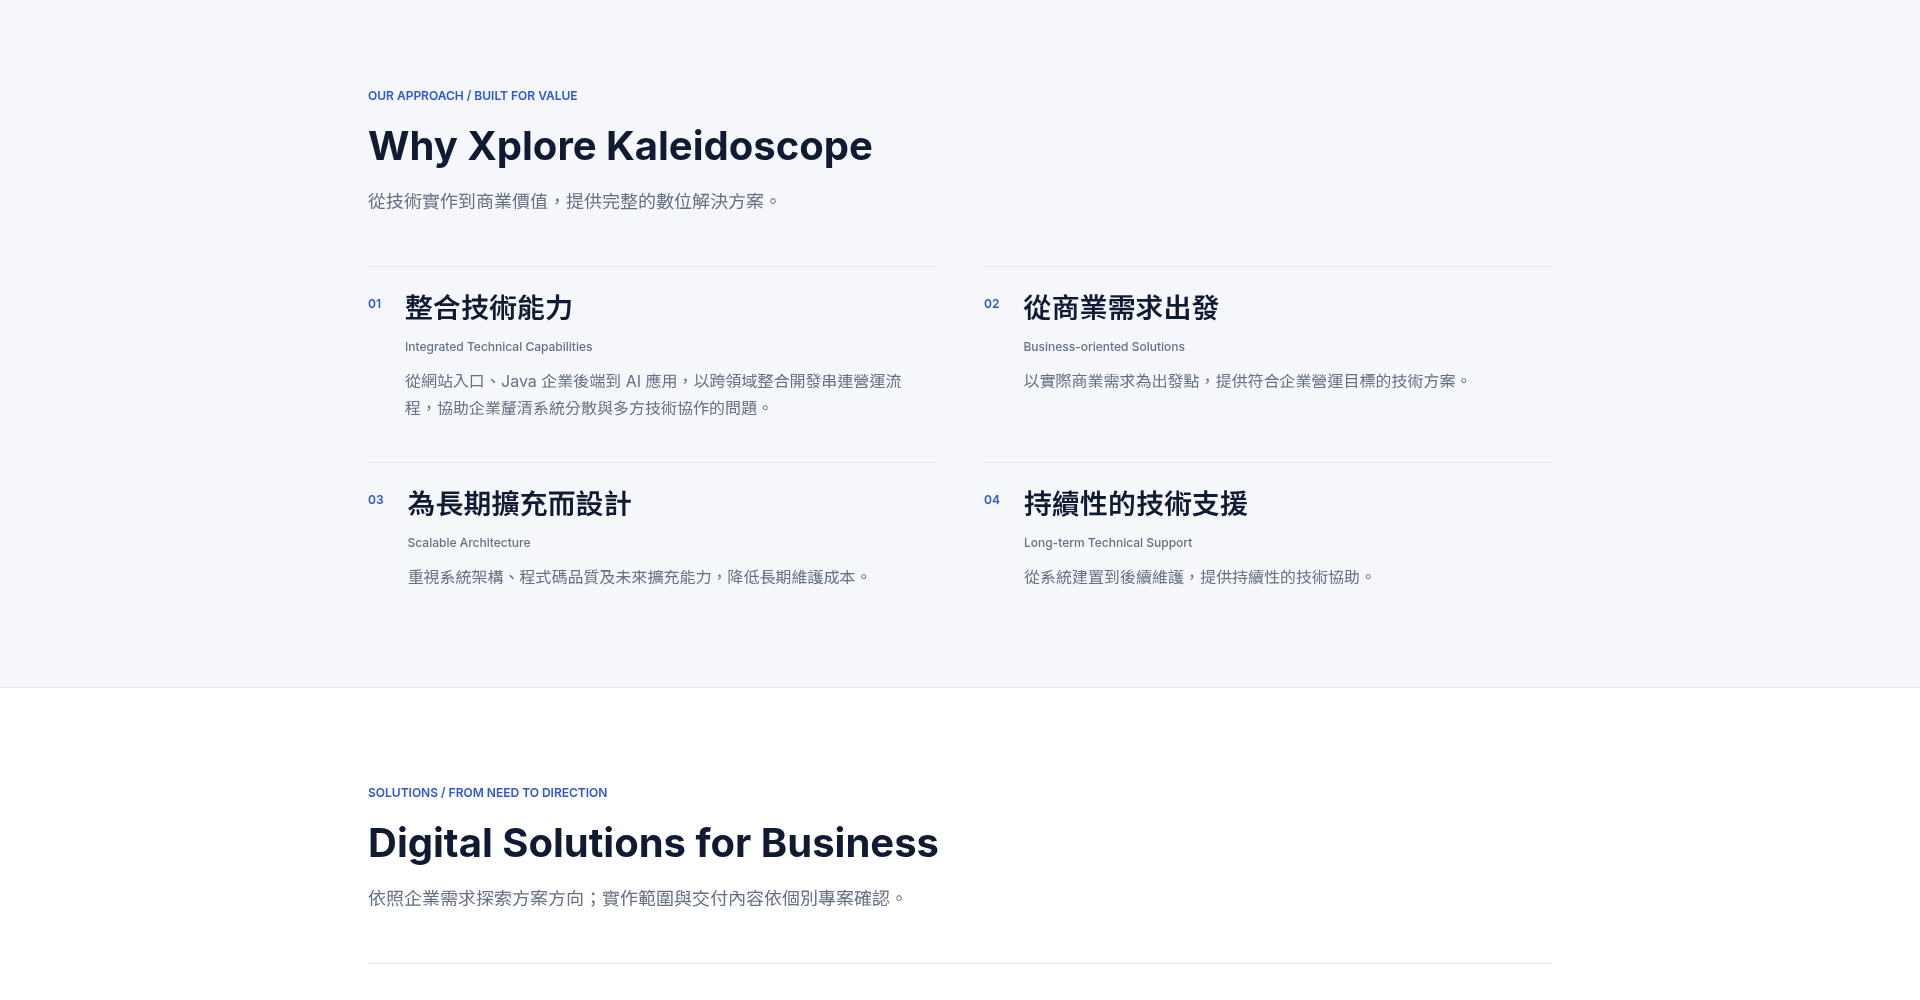 OUR APPROACH / BUILT FOR VALUE
Why Xplore Kaleidoscope
從技術實作到商業價值，提供完整的數位解決方案。
01
整合技術能力
Integrated Technical Capabilities
從網站入口、Java 企業後端到 AI 應用，以跨領域整合開發串連營運流
程，協助企業釐清系統分散與多方技術協作的問題。
02
從商業需求出發
Business-oriented Solutions
以實際商業需求為出發點，提供符合企業營運目標的技術方案。
03
為長期擴充而設計
Scalable Architecture
重視系統架構、程式碼品質及未來擴充能力，降低長期維護成本。
04
持續性的技術支援
Long-term Technical Support
從系統建置到後續維護，提供持續性的技術協助。
SOLUTIONS / FROM NEED TO DIRECTION
Digital Solutions for Business
依照企業需求探索方案方向；實作範圍與交付內容依個別專案確認。